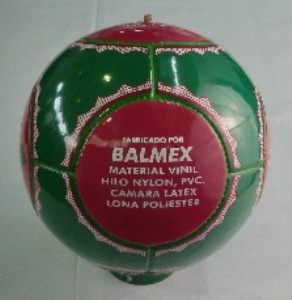 FABRICADO POR
BALMEX
MATERIAL VINIL
HILO NYLON, PVC.
CAMARA LATEX
LONA POLIESTER